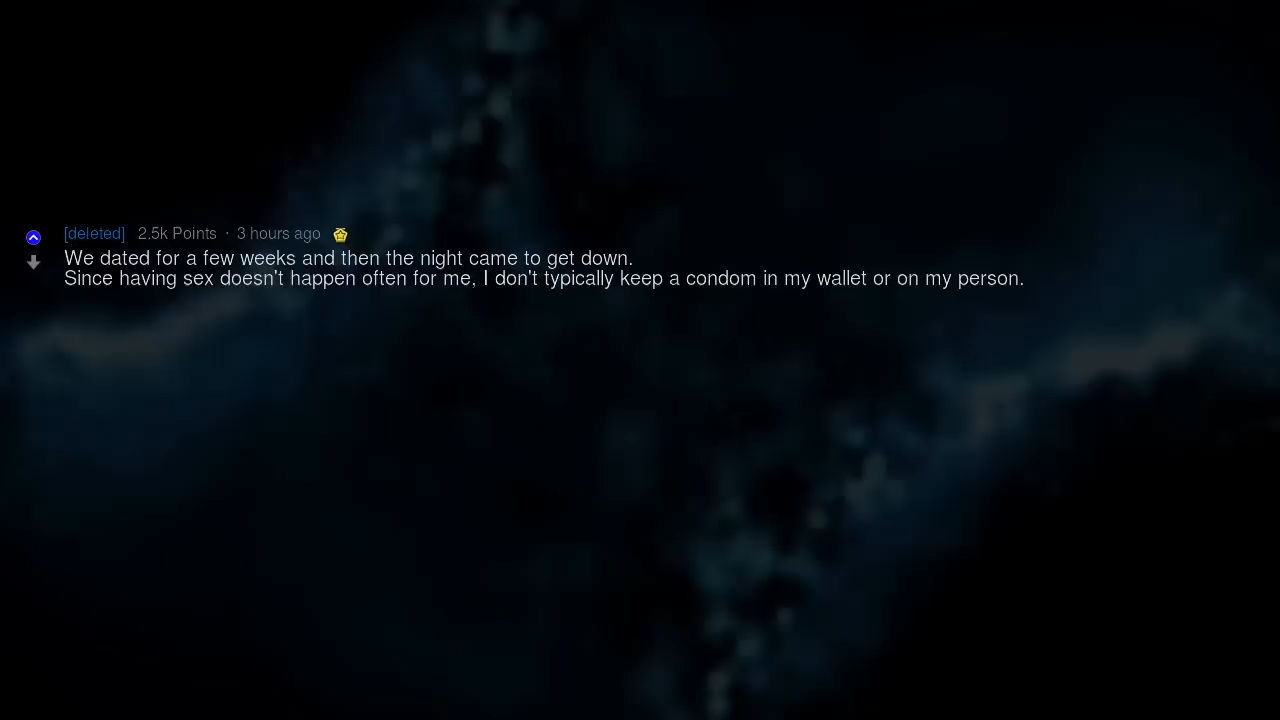 [deleted] 2.5k Points · 3 hours ago
We dated for a few weeks and then the night came to get down.
Since having sex doesn't happen often for me, I don't typically keep a condom in my wallet or on my person.